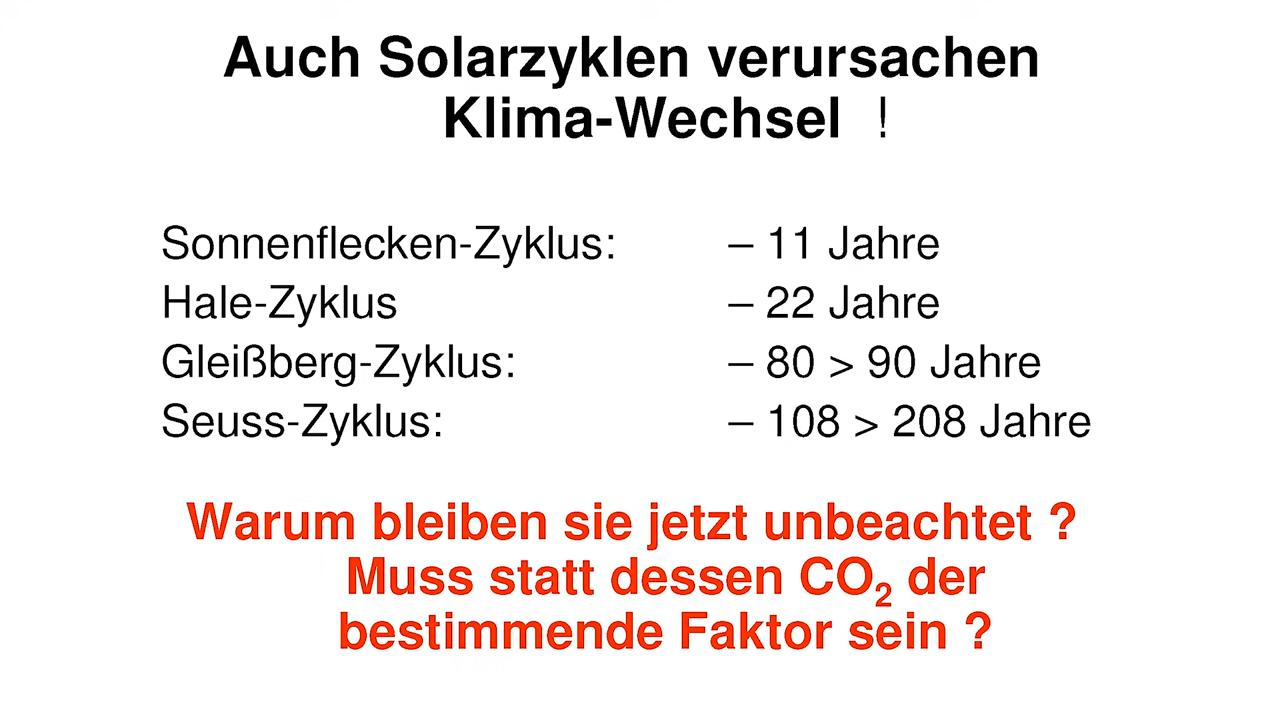 Auch Solarzyklen verursachen
Klima-Wechsel !
Sonnenflecken-Zyklus: – 11 Jahre
Hale-Zyklus – 22 Jahre
Gleißberg-Zyklus: – 80 > 90 Jahre
Seuss-Zyklus: – 108 > 208 Jahre
Warum bleiben sie jetzt unbeachtet ?
Muss statt dessen CO₂ der
bestimmende Faktor sein ?